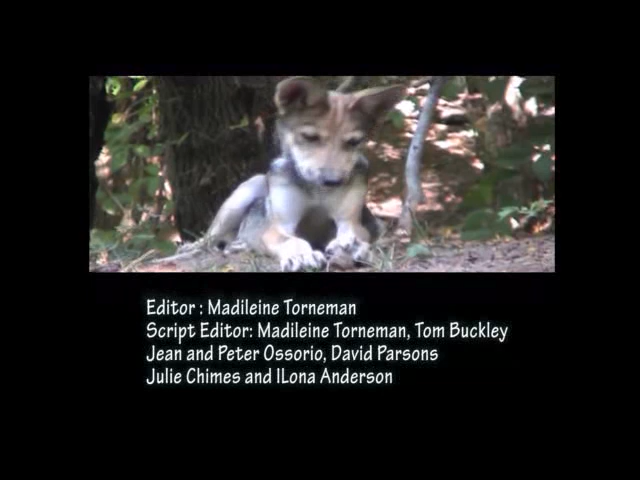 Editor : Madileine Torneman
Script Editor: Madileine Torneman, Tom Buckley
Jean and Peter Ossorio, David Parsons
Julie Chimes and ILona Anderson